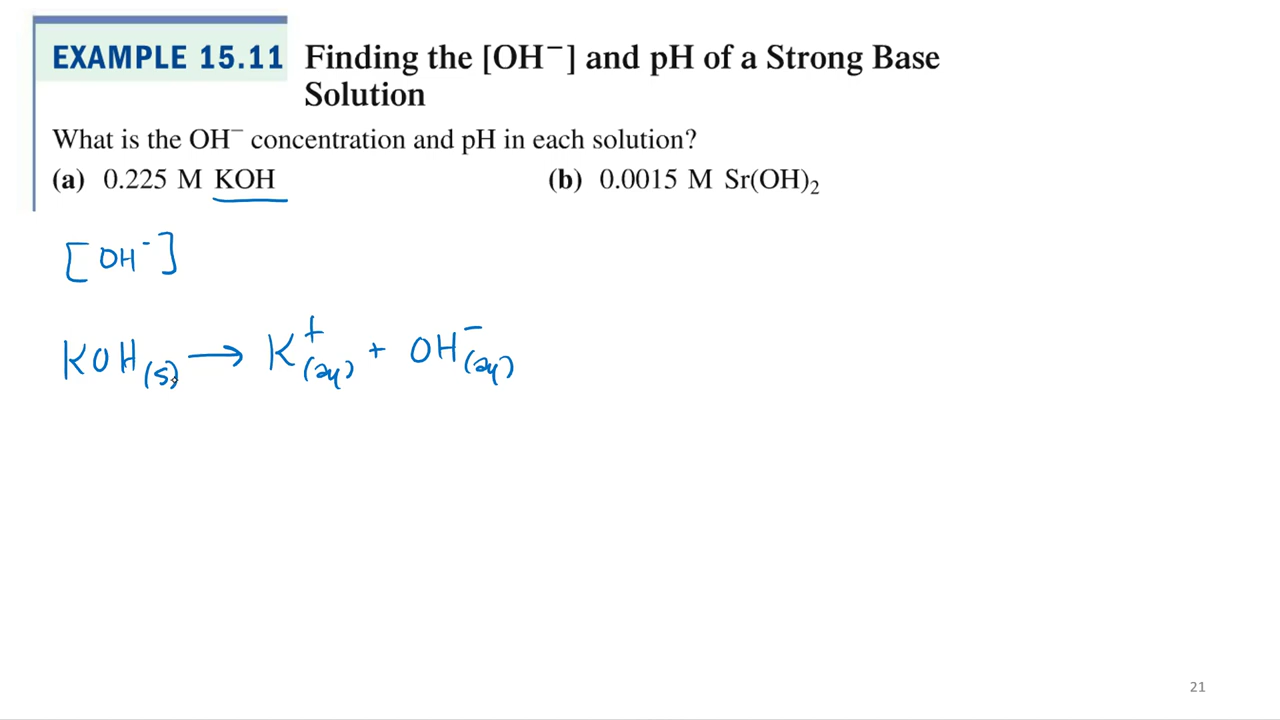 EXAMPLE 15.11 Finding the [OH⁻] and pH of a Strong Base
Solution
What is the OH⁻ concentration and pH in each solution?
(a) 0.225 M KOH (b) 0.0015 M Sr(OH)₂
[OH⁻]
KOH(s) → K⁺(aq) + OH⁻(aq)
21